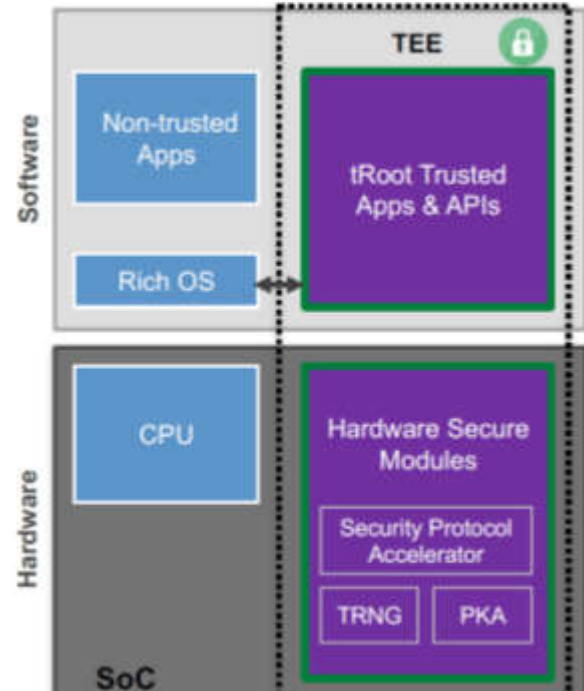 TEE
Software
Non-trusted
Apps
tRoot Trusted
Apps & APIs
Rich OS
Hardware
CPU
Hardware Secure
Modules
Security Protocol
Accelerator
TRNG
PKA
SoC